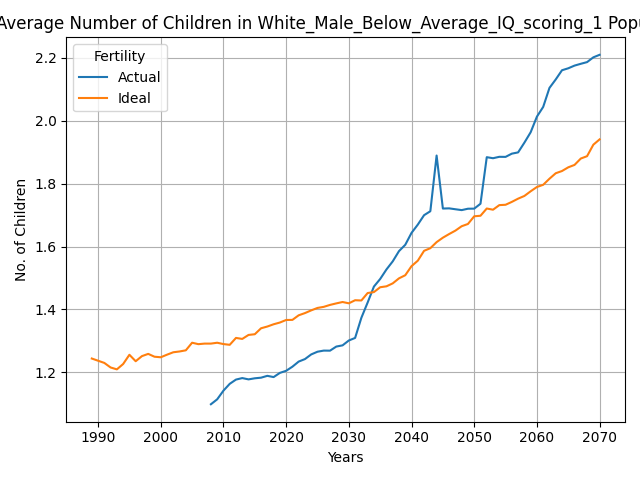 Average Number of Children in White_Male_Below_Average_IQ_scoring_1
Fertility
Actual
Ideal
No. of Children
2.2
2.0
1.8
1.6
1.4
1.2
1990 2000 2010 2020 2030 2040 2050 2060 2070
Years